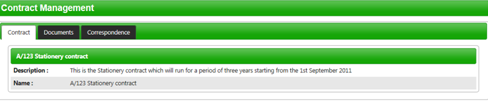 Contract Management
Contract Documents Correspondence
A/123 Stationery contract
Description : This is the Stationery contract which will run for a period of three years starting from the 1st September 2011
Name : A/123 Stationery contract